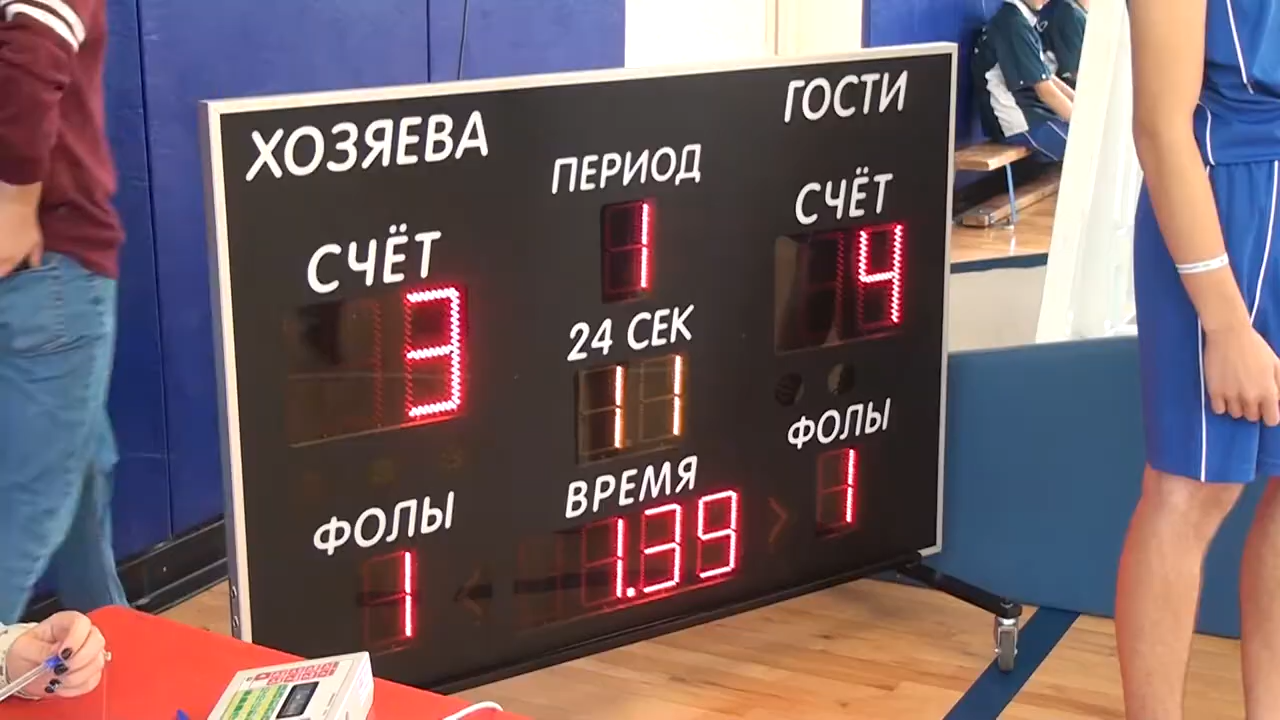 ХОЗЯЕВА
ГОСТИ
ПЕРИОД
1
СЧЁТ
3
СЧЁТ
4
24 СЕК
11
ФОЛЫ
1
ВРЕМЯ
1.39
ФОЛЫ
1